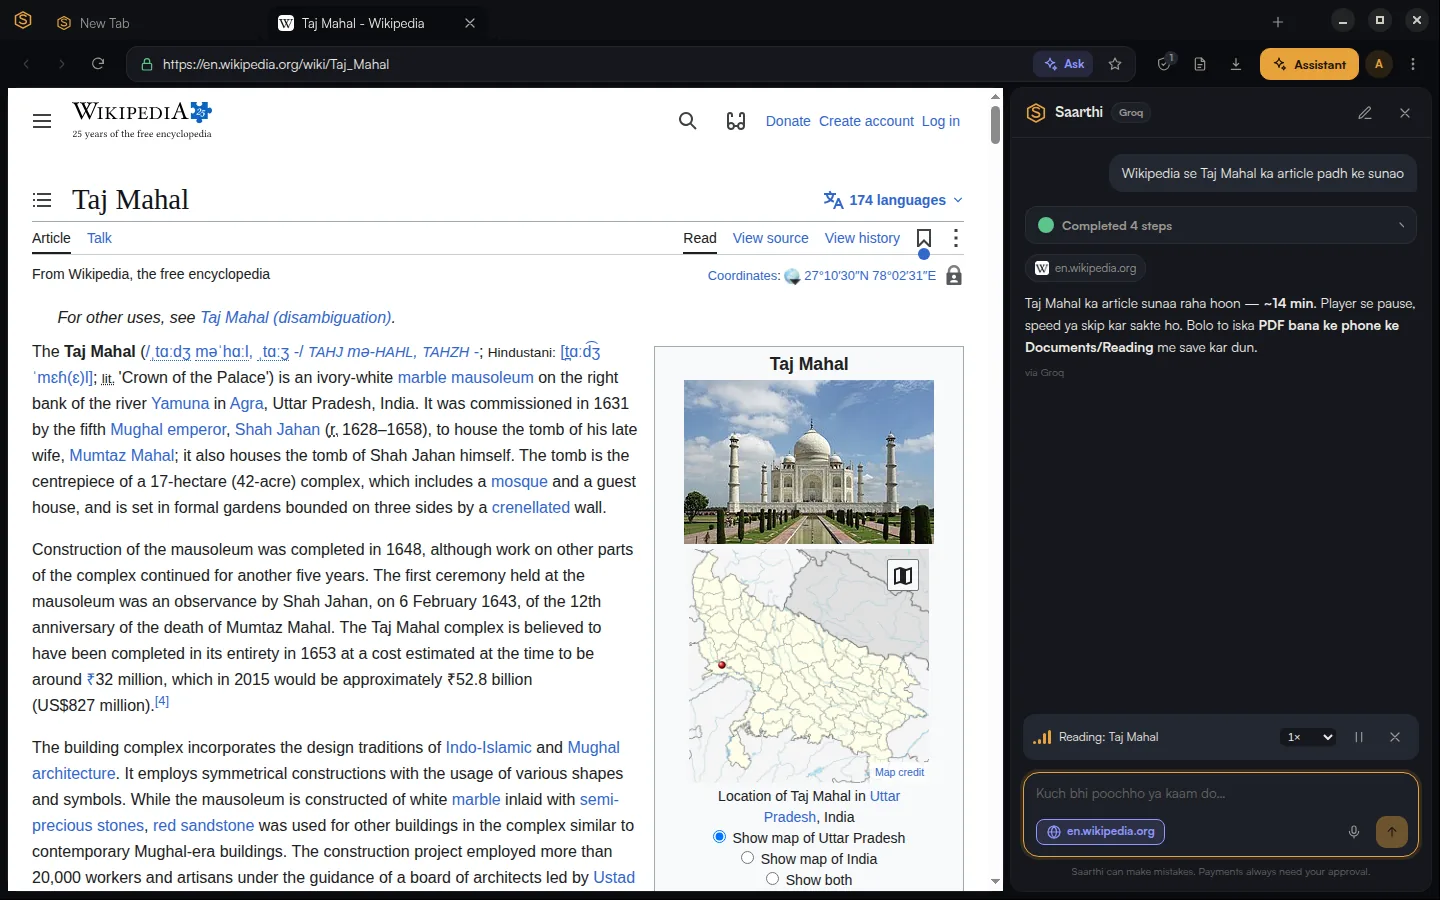 New Tab
Taj Mahal - Wikipedia
https://en.wikipedia.org/wiki/Taj_Mahal
Ask
1
Assistant
A
WIKIPEDIA 25
25 years of the free encyclopedia
Donate Create account Log in
Taj Mahal
174 languages
Article Talk
Read View source View history
From Wikipedia, the free encyclopedia
Coordinates: 27°10′30″N 78°02′31″E
For other uses, see Taj Mahal (disambiguation).
The Taj Mahal (/ˌtɑːdʒ məˈhɑːl, ˌtɑːʒ -/ TAHJ mə-HAHL, TAHZH -; Hindustani: [t̪ɑːd͡ʒ
ˈmɛɦ(ɛ)l]; lit. 'Crown of the Palace') is an ivory-white marble mausoleum on the right
bank of the river Yamuna in Agra, Uttar Pradesh, India. It was commissioned in 1631
by the fifth Mughal emperor, Shah Jahan (r. 1628–1658), to house the tomb of his late
wife, Mumtaz Mahal; it also houses the tomb of Shah Jahan himself. The tomb is the
centrepiece of a 17-hectare (42-acre) complex, which includes a mosque and a guest
house, and is set in formal gardens bounded on three sides by a crenellated wall.
Construction of the mausoleum was completed in 1648, although work on other parts
of the complex continued for another five years. The first ceremony held at the
mausoleum was an observance by Shah Jahan, on 6 February 1643, of the 12th
anniversary of the death of Mumtaz Mahal. The Taj Mahal complex is believed to
have been completed in its entirety in 1653 at a cost estimated at the time to be
around ₹32 million, which in 2015 would be approximately ₹52.8 billion
(US$827 million).[4]
The building complex incorporates the design traditions of Indo-Islamic and Mughal
architecture. It employs symmetrical constructions with the usage of various shapes
and symbols. While the mausoleum is constructed of white marble inlaid with semi-
precious stones, red sandstone was used for other buildings in the complex similar to
contemporary Mughal-era buildings. The construction project employed more than
20,000 workers and artisans under the guidance of a board of architects led by Ustad
Taj Mahal
Map credit
Location of Taj Mahal in Uttar
Pradesh, India
Show map of Uttar Pradesh
Show map of India
Show both
Saarthi Groq
Wikipedia se Taj Mahal ka article padh ke sunao
Completed 4 steps
W en.wikipedia.org
Taj Mahal ka article sunaa raha hoon — ~14 min. Player se pause,
speed ya skip kar sakte ho. Bolo to iska PDF bana ke phone ke
Documents/Reading me save kar dun.
via Groq
Reading: Taj Mahal 1×
Kuch bhi poochho ya kaam do...
en.wikipedia.org
Saarthi can make mistakes. Payments always need your approval.